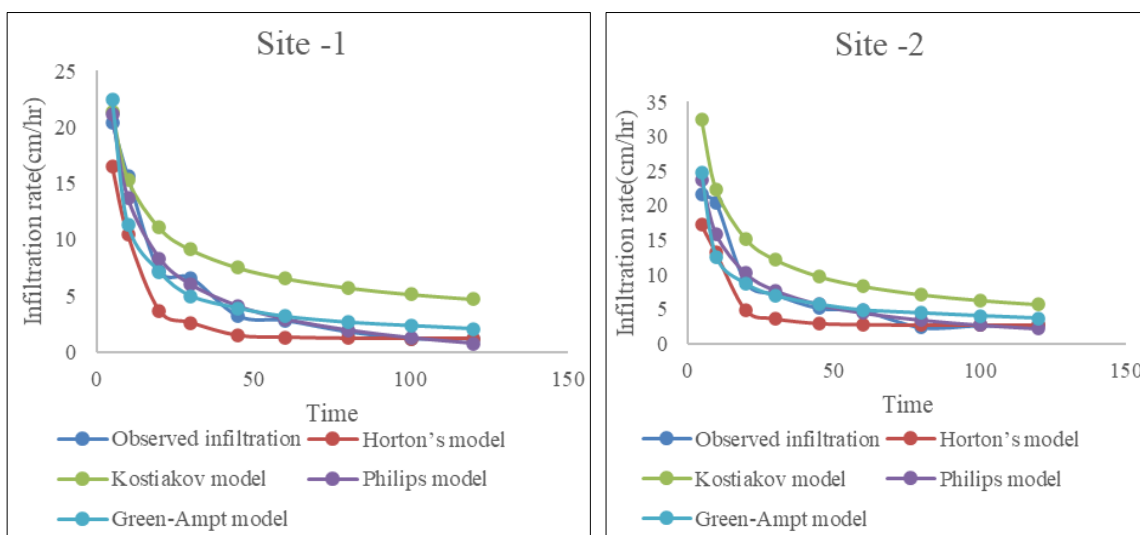 Site -1
Infiltration rate(cm/hr)
25
20
15
10
5
0
0 50 100 150
Time
Observed infiltration Horton’s model
Kostiakov model Philips model
Green-Ampt model
Site -2
Infiltration rate(cm/hr)
35
30
25
20
15
10
5
0
0 50 100 150
Time
Observed infiltration Horton’s model
Kostiakov model Philips model
Green-Ampt model